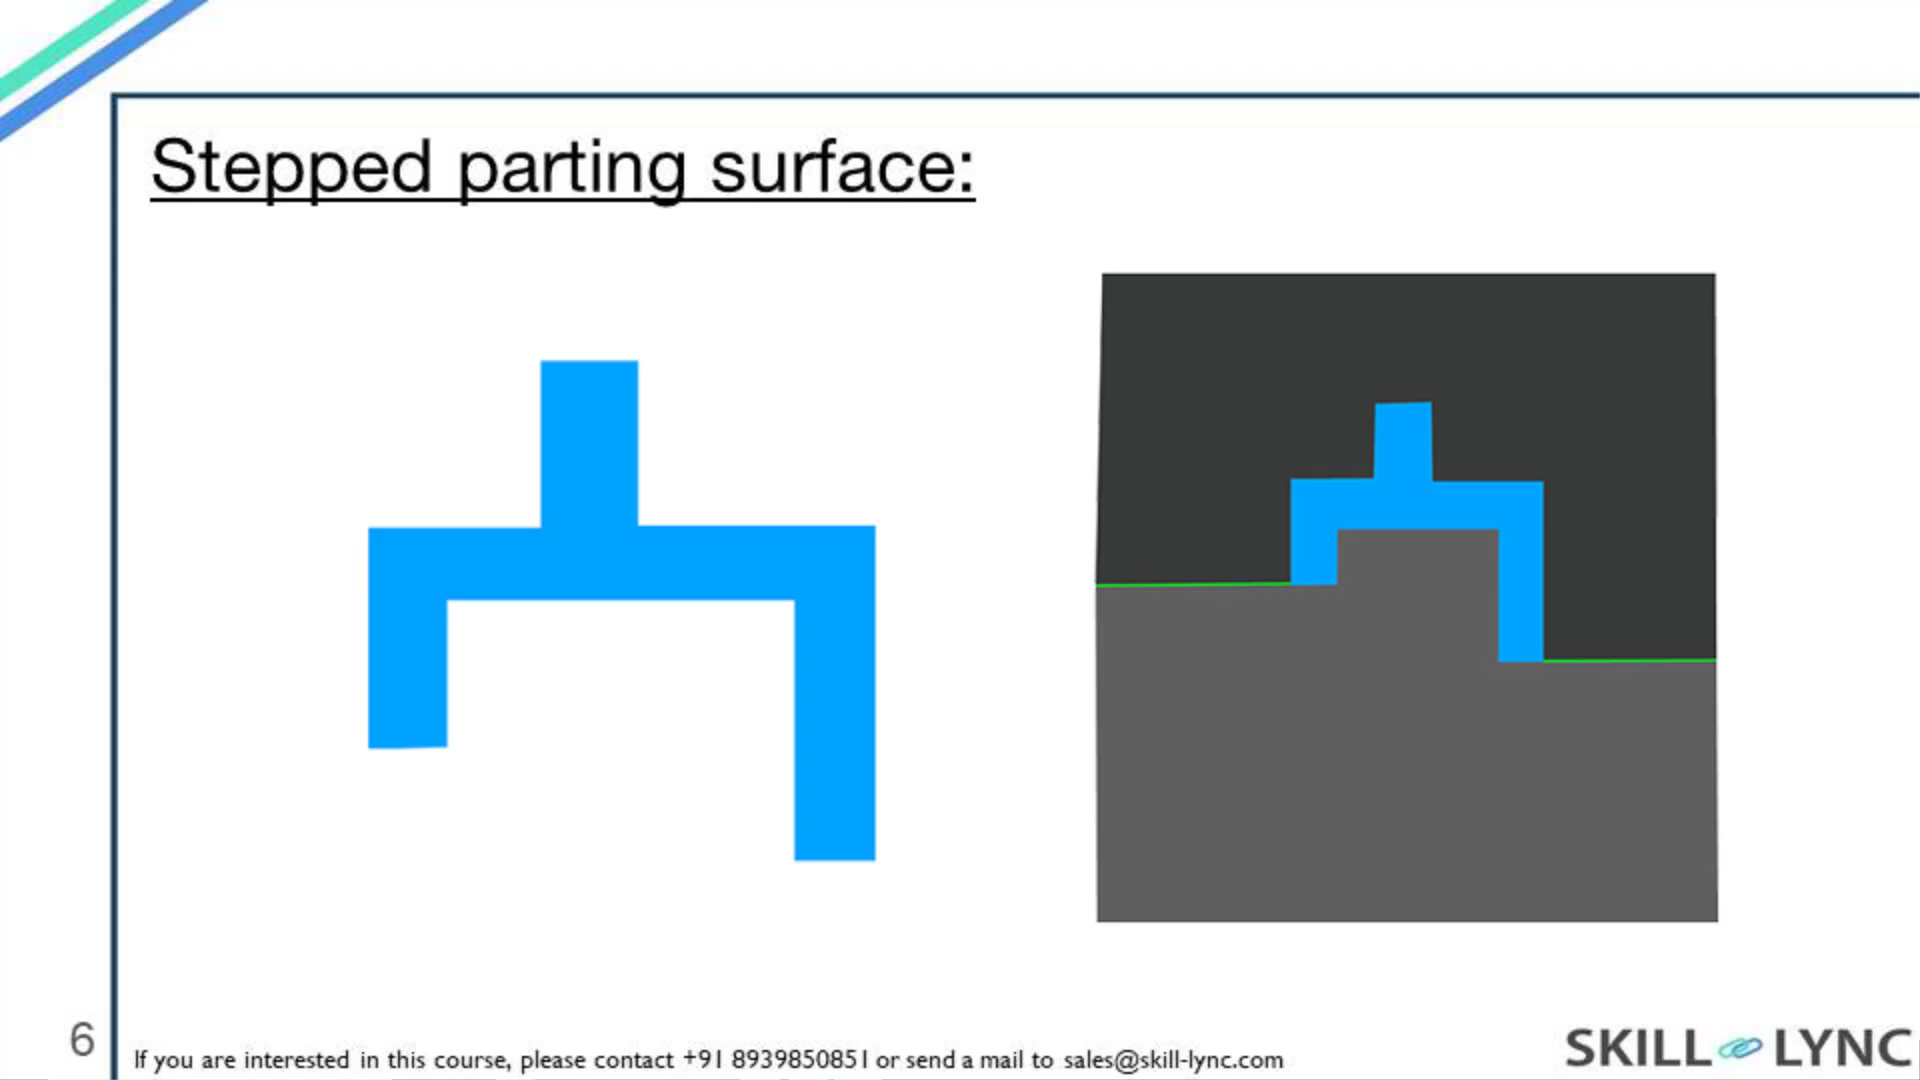 Stepped parting surface:
6
If you are interested in this course, please contact +91 8939850851 or send a mail to sales@skill-lync.com
SKILL LYNC